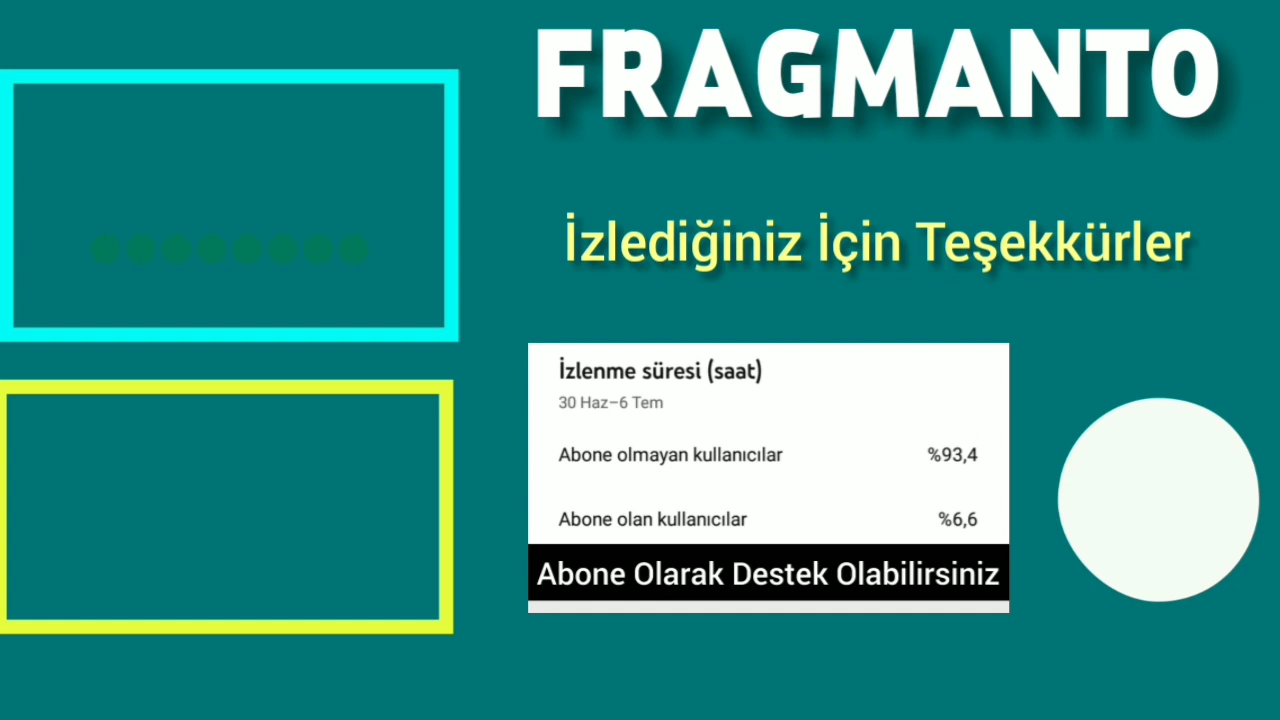 FRAGMANTO
İzlediğiniz İçin Teşekkürler
İzlenme süresi (saat)
30 Haz–6 Tem
Abone olmayan kullanıcılar %93,4
Abone olan kullanıcılar %6,6
Abone Olarak Destek Olabilirsiniz